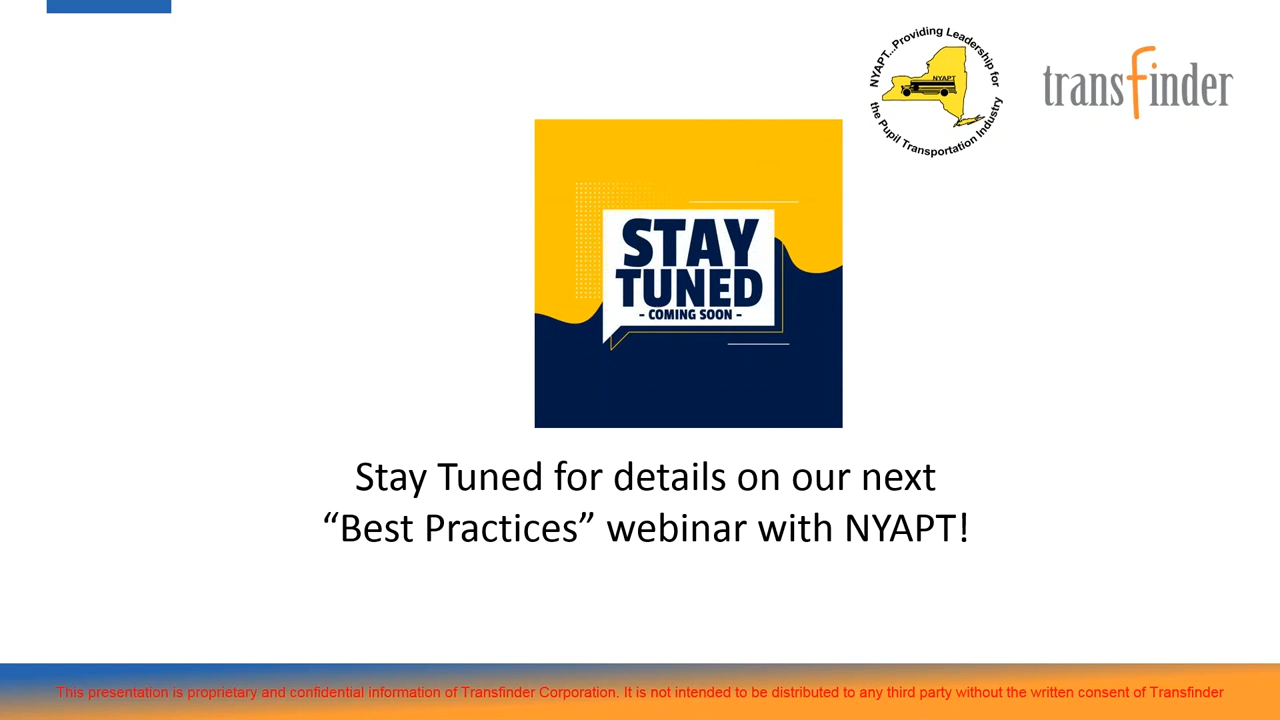 NYAPT...Providing Leadership for
the Pupil Transportation Industry
NYAPT
transfinder
STAY
TUNED
- COMING SOON -
Stay Tuned for details on our next
“Best Practices” webinar with NYAPT!
This presentation is proprietary and confidential information of Transfinder Corporation. It is not intended to be distributed to any third party without the written consent of Transfinder